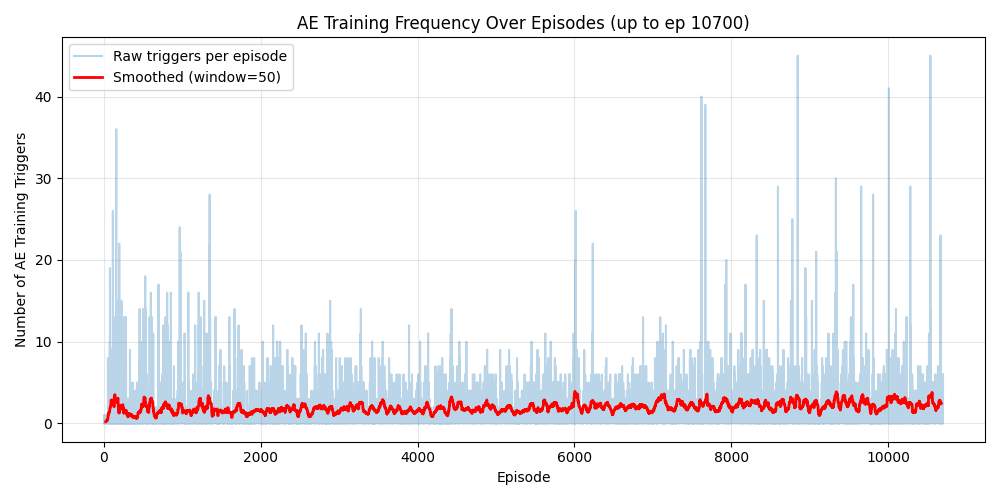 AE Training Frequency Over Episodes (up to ep 10700)
Raw triggers per episode
Smoothed (window=50)
Number of AE Training Triggers
40
30
20
10
0
0
2000
4000
6000
8000
10000
Episode